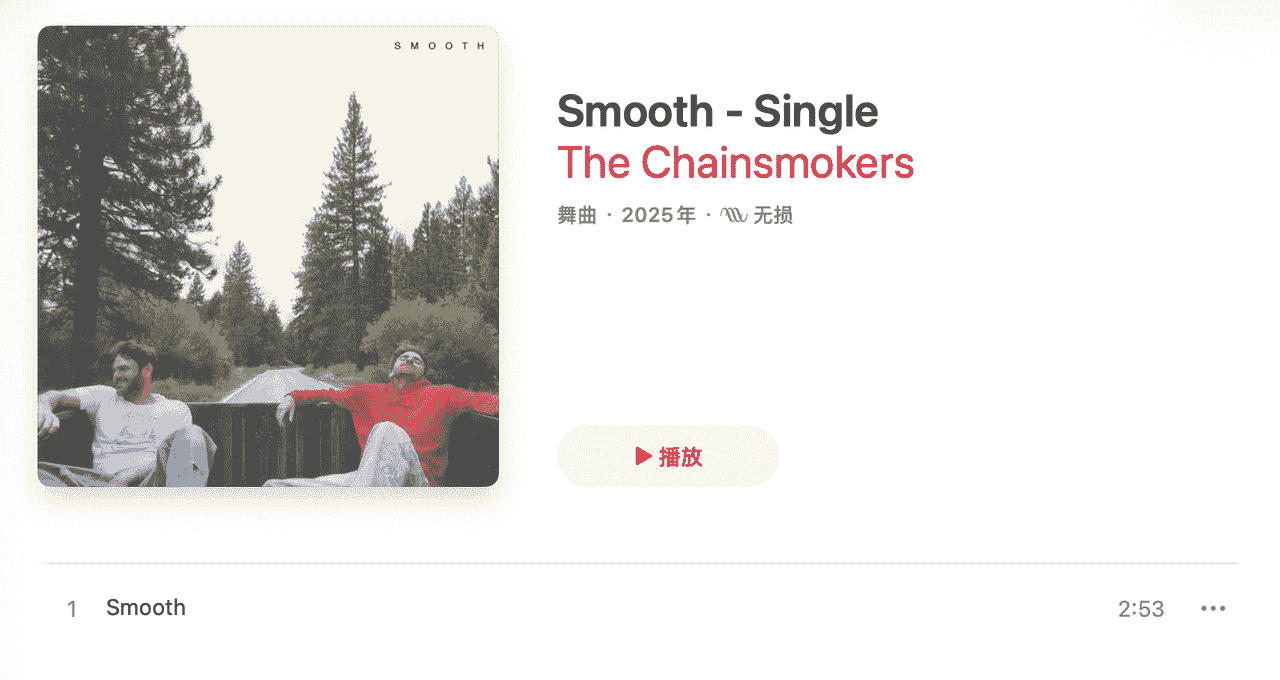 SMOOTH
Smooth - Single
The Chainsmokers
舞曲 · 2025年 · 无损
播放
1 Smooth 2:53